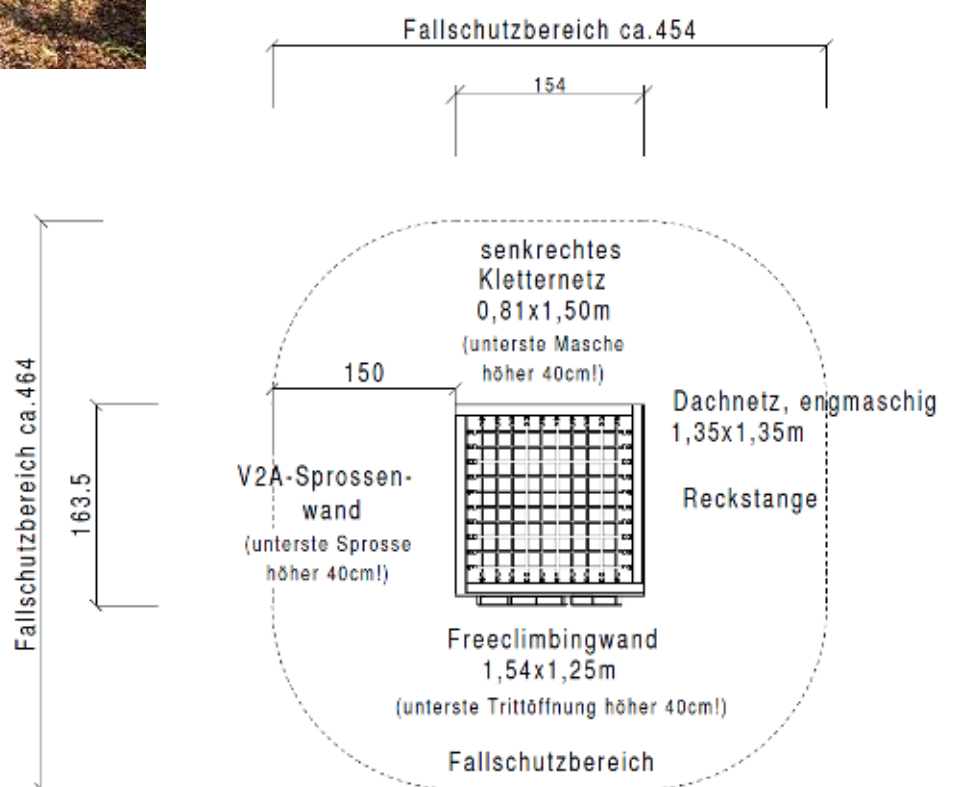 Fallschutzbereich ca.454
154
senkrechtes
Kletternetz
0,81x1,50m
(unterste Masche
höher 40cm!)
150
Dachnetz, engmaschig
1,35x1,35m
Fallschutzbereich ca.464
163.5
V2A-Sprossen-
wand
(unterste Sprosse
höher 40cm!)
Reckstange
Freeclimbingwand
1,54x1,25m
(unterste Trittöffnung höher 40cm!)
Fallschutzbereich